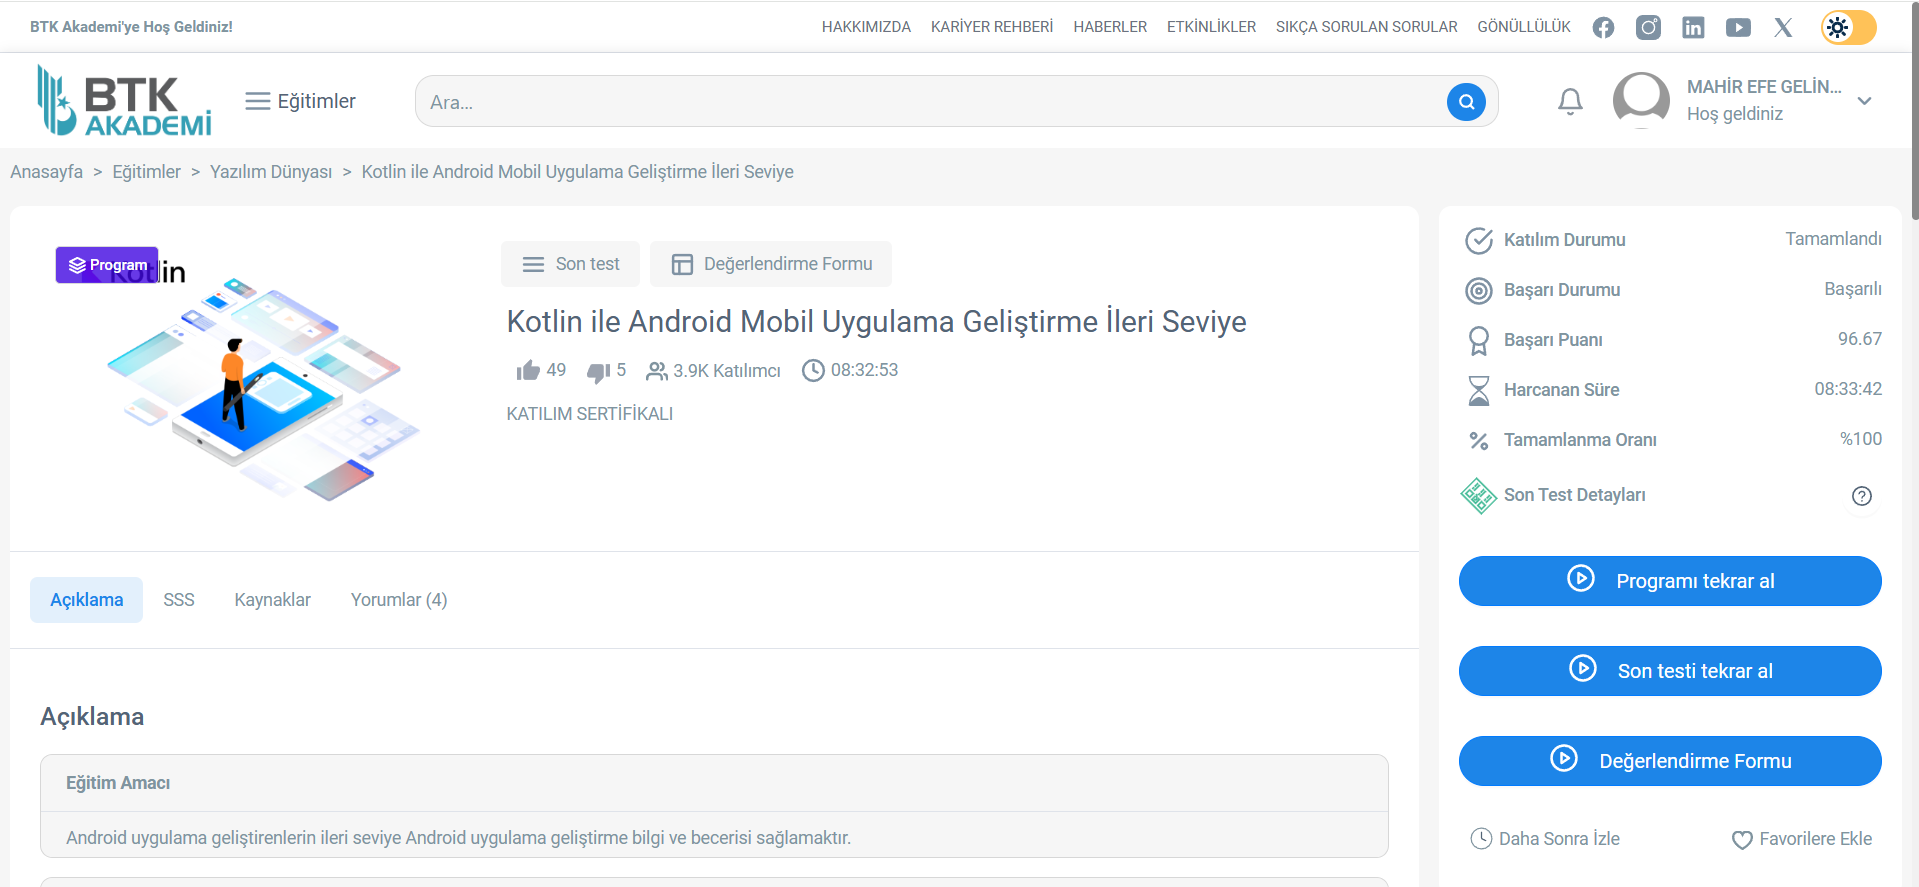 BTK Akademi'ye Hoş Geldiniz!
HAKKIMIZDA KARİYER REHBERİ HABERLER ETKİNLİKLER SIKÇA SORULAN SORULAR GÖNÜLLÜLÜK
BTK
AKADEMİ
Eğitimler
Ara...
MAHİR EFE GELİN...
Hoş geldiniz
Anasayfa > Eğitimler > Yazılım Dünyası > Kotlin ile Android Mobil Uygulama Geliştirme İleri Seviye
Program
Kotlin
Son test
Değerlendirme Formu
Kotlin ile Android Mobil Uygulama Geliştirme İleri Seviye
49 5 3.9K Katılımcı 08:32:53
KATILIM SERTİFİKALI
Açıklama SSS Kaynaklar Yorumlar (4)
Açıklama
Eğitim Amacı
Android uygulama geliştirenlerin ileri seviye Android uygulama geliştirme bilgi ve becerisi sağlamaktır.
Katılım Durumu Tamamlandı
Başarı Durumu Başarılı
Başarı Puanı 96.67
Harcanan Süre 08:33:42
Tamamlanma Oranı %100
Son Test Detayları
Programı tekrar al
Son testi tekrar al
Değerlendirme Formu
Daha Sonra İzle Favorilere Ekle